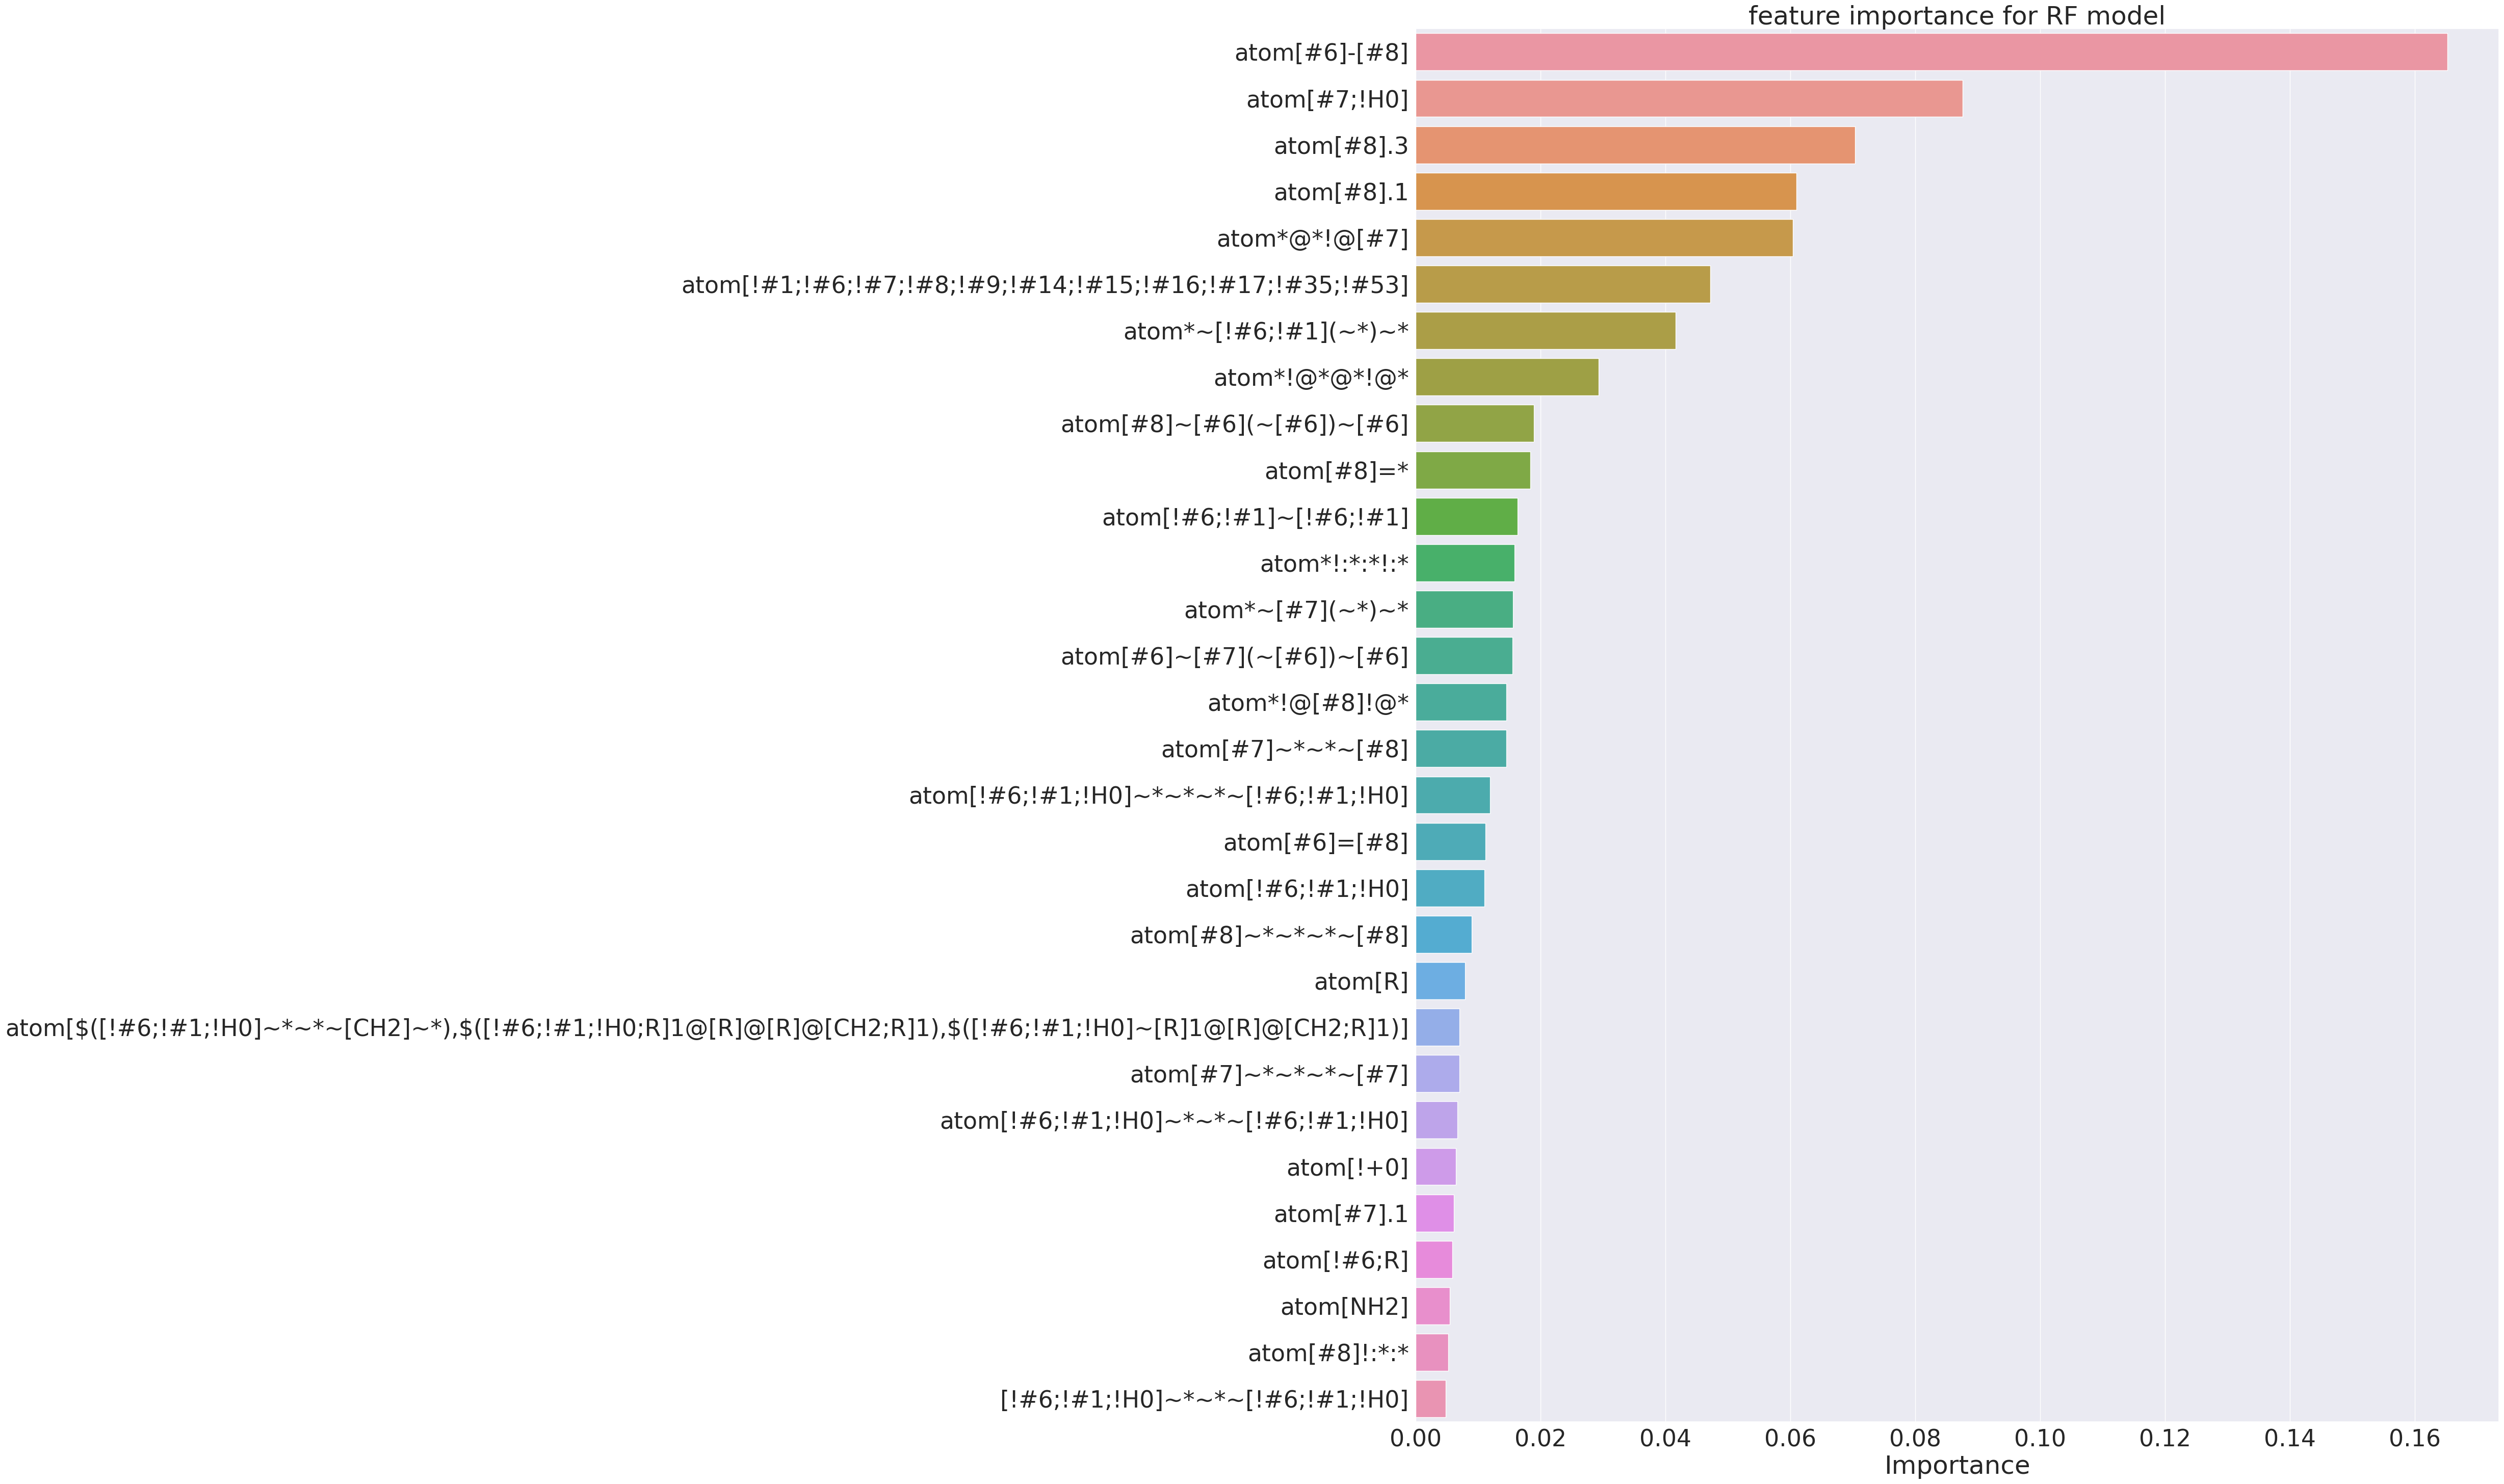 feature importance for RF model
atom[#6]-[#8]
atom[#7;!H0]
atom[#8].3
atom[#8].1
atom*@*!@[#7]
atom[!#1;!#6;!#7;!#8;!#9;!#14;!#15;!#16;!#17;!#35;!#53]
atom*~[!#6;!#1](~*)~*
atom*!@*@*!@*
atom[#8]~[#6](~[#6])~[#6]
atom[#8]=*
atom[!#6;!#1]~[!#6;!#1]
atom*!:*:*!:*
atom*~[#7](~*)~*
atom[#6]~[#7](~[#6])~[#6]
atom*!@[#8]!@*
atom[#7]~*~*~[#8]
atom[!#6;!#1;!H0]~*~*~*~[!#6;!#1;!H0]
atom[#6]=[#8]
atom[!#6;!#1;!H0]
atom[#8]~*~*~*~[#8]
atom[R]
atom[$([!#6;!#1;!H0]~*~*~[CH2]~*),$([!#6;!#1;!H0;R]1@[R]@[R]@[CH2;R]1),$([!#6;!#1;!H0]~[R]1@[R]@[CH2;R]1)]
atom[#7]~*~*~*~[#7]
atom[!#6;!#1;!H0]~*~*~[!#6;!#1;!H0]
atom[!+0]
atom[#7].1
atom[!#6;R]
atom[NH2]
atom[#8]!:*:*
[!#6;!#1;!H0]~*~*~[!#6;!#1;!H0]
0.00 0.02 0.04 0.06 0.08 0.10 0.12 0.14 0.16
Importance